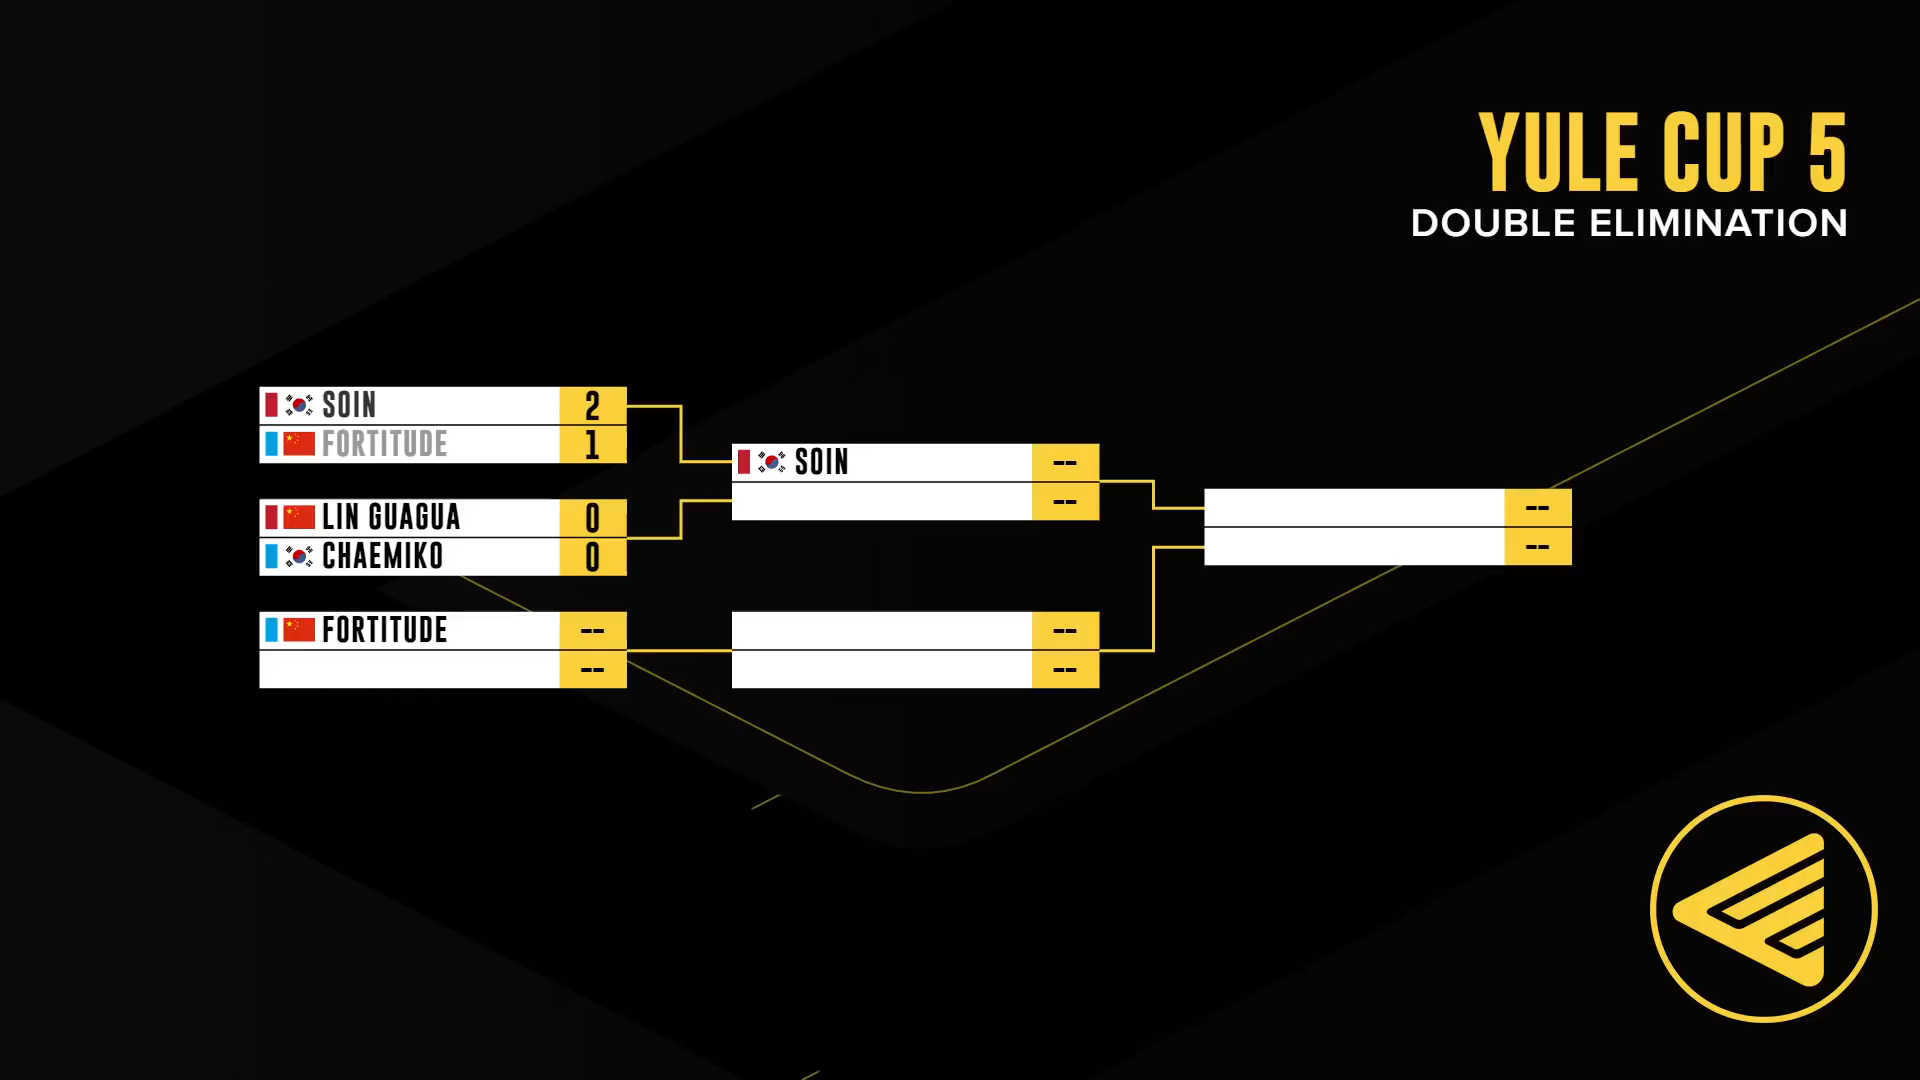 YULE CUP 5
DOUBLE ELIMINATION
SOIN 2
FORTITUDE 1
LIN GUAGUA 0
CHAEMIKO 0
FORTITUDE --
--
SOIN --
--
--
--
--
--